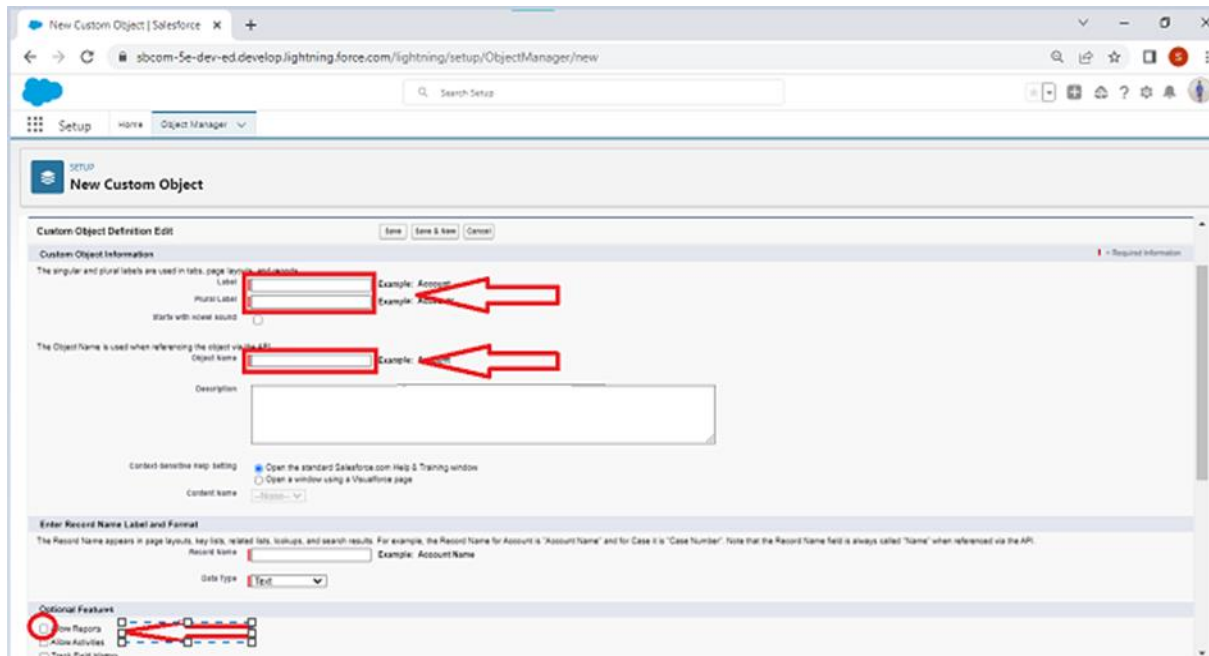 New Custom Object | Salesforce
sbcom-5e-dev-ed.develop.lightning.force.com/lightning/setup/ObjectManager/new
S
Search Setup
Setup Home Object Manager
SETUP
New Custom Object
Custom Object Definition Edit Save Save & New Cancel
Custom Object Information = Required Information
The singular and plural labels are used in tabs, page layouts, and reports.
Label Example: Account
Plural Label Example:
Starts with vowel sound
The Object Name is used when referencing the object via the API.
Object Name Example: Account
Description
Context-Sensitive Help Setting Open the standard Salesforce.com Help & Training window
Open a window using a Visualforce page
Content Name --None--
Enter Record Name Label and Format
The Record Name appears in page layouts, key lists, related lists, lookups, and search results. For example, the Record Name for Account is "Account Name" and for Case it is "Case Number". Note that the Record Name field is always called "Name" when referenced via the API.
Record Name Example: Account Name
Data Type Text
Optional Features
Allow Reports
Allow Activities
Track Field History